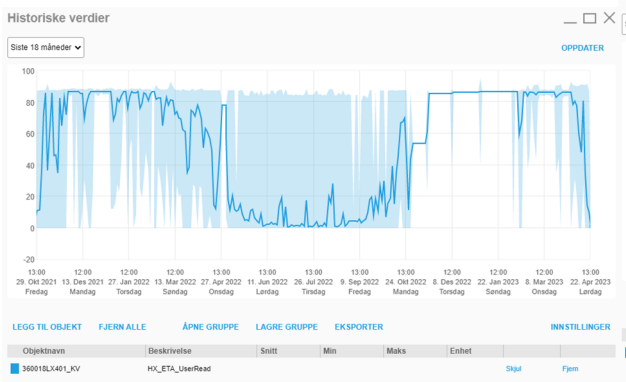 Historiske verdier
Siste 18 måneder
OPPDATER
100
80
60
40
20
0
-20
13:00 12:00 12:00 12:00 13:00 13:00 13:00 13:00 13:00 12:00 12:00 12:00 13:00
29. Okt 2021 13. Des 2021 27. Jan 2022 13. Mar 2022 27. Apr 2022 11. Jun 2022 26. Jul 2022 9. Sep 2022 24. Okt 2022 8. Des 2022 22. Jan 2023 8. Mar 2023 22. Apr 2023
Fredag Mandag Torsdag Søndag Onsdag Lørdag Tirsdag Fredag Mandag Torsdag Søndag Onsdag Lørdag
LEGG TIL OBJEKT FJERN ALLE ÅPNE GRUPPE LAGRE GRUPPE EKSPORTER INNSTILLINGER
Objektnavn Beskrivelse Snitt Min Maks Enhet
360018LX401_KV HX_ETA_UserRead Skjul Fjern